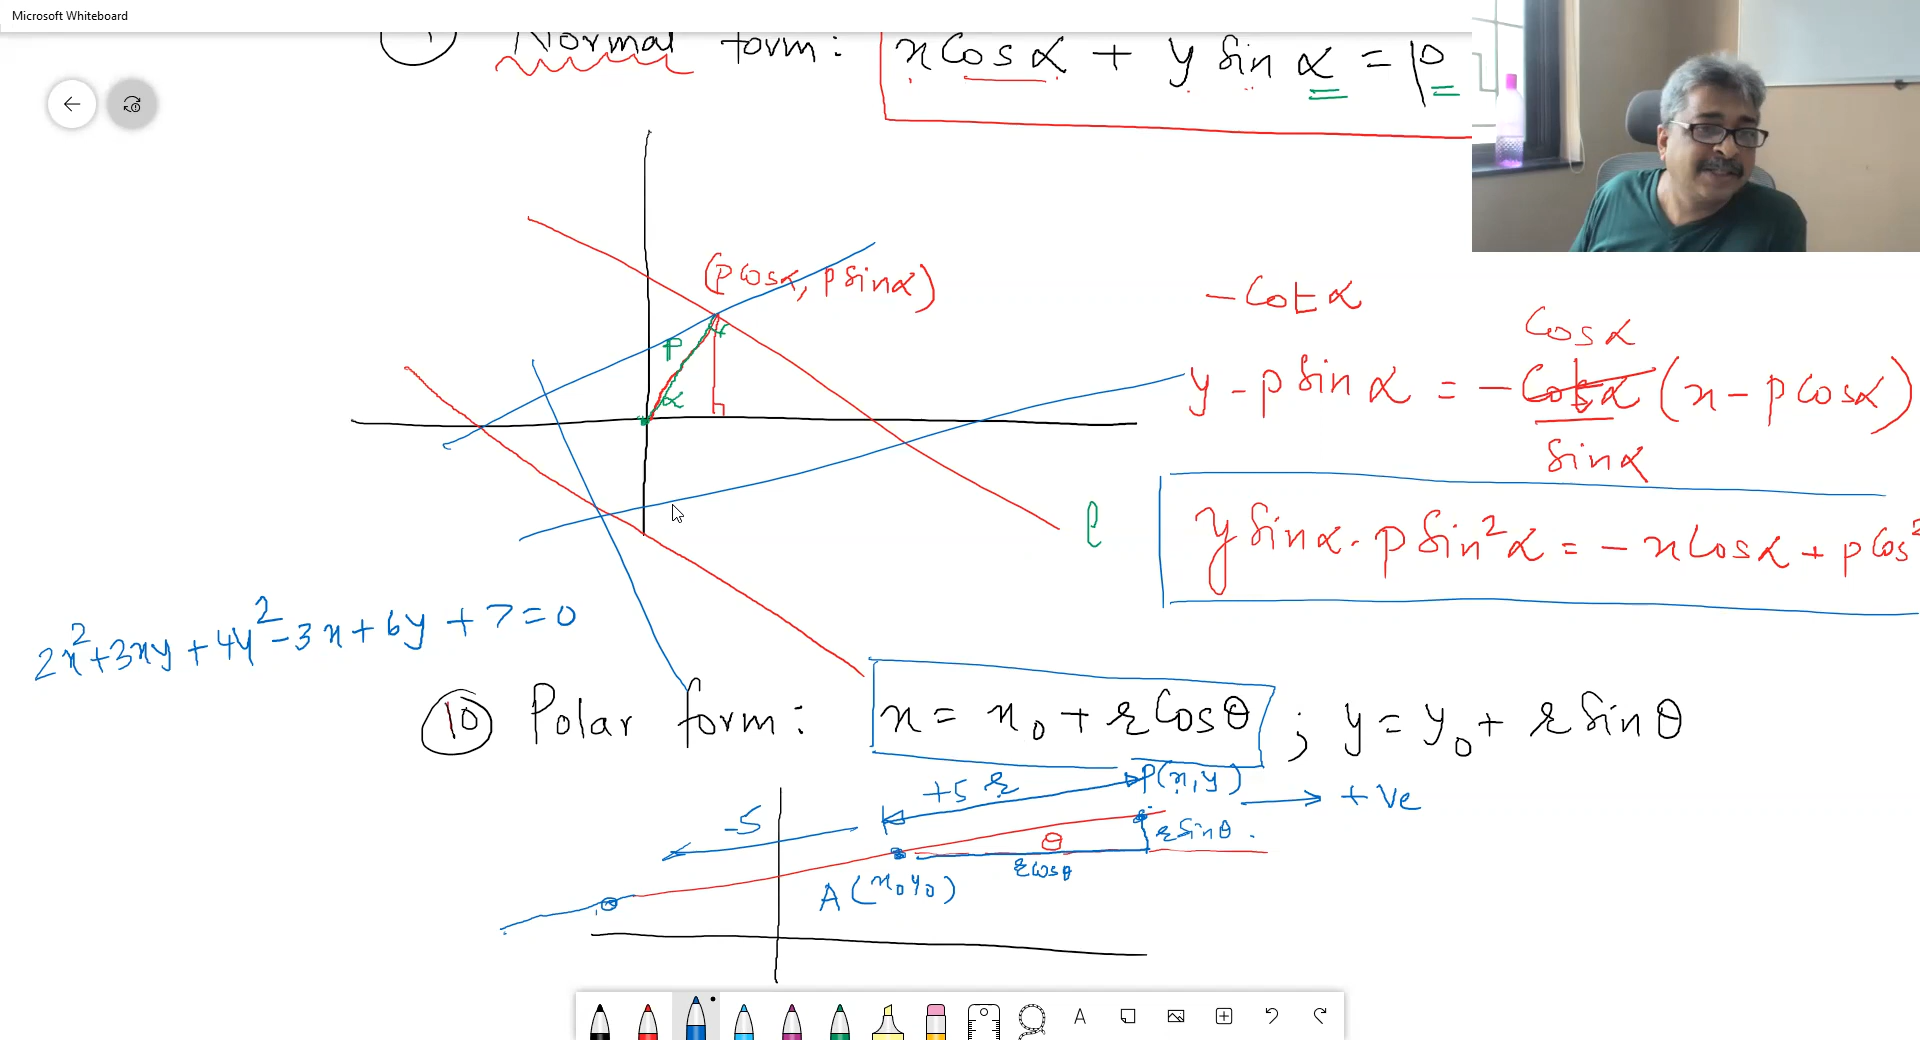 Microsoft Whiteboard
Normal form: x Cos α + y Sin α = p
(p cos α, p sin α)
p
α
l
- Cot α
Cos α
y - p Sin α = - Cot α (x - p Cos α)
Sin α
y Sin α - p Sin² α = - x Cos α + p Cos²
2x² + 3xy + 4y² - 3x + 6y + 7 = 0
10 Polar form: x = x₀ + r Cos θ ; y = y₀ + r Sin θ
+5 r
P(x, y)
+ve
-5
θ
r Sin θ
r Cos θ
A (x₀ y₀)
A